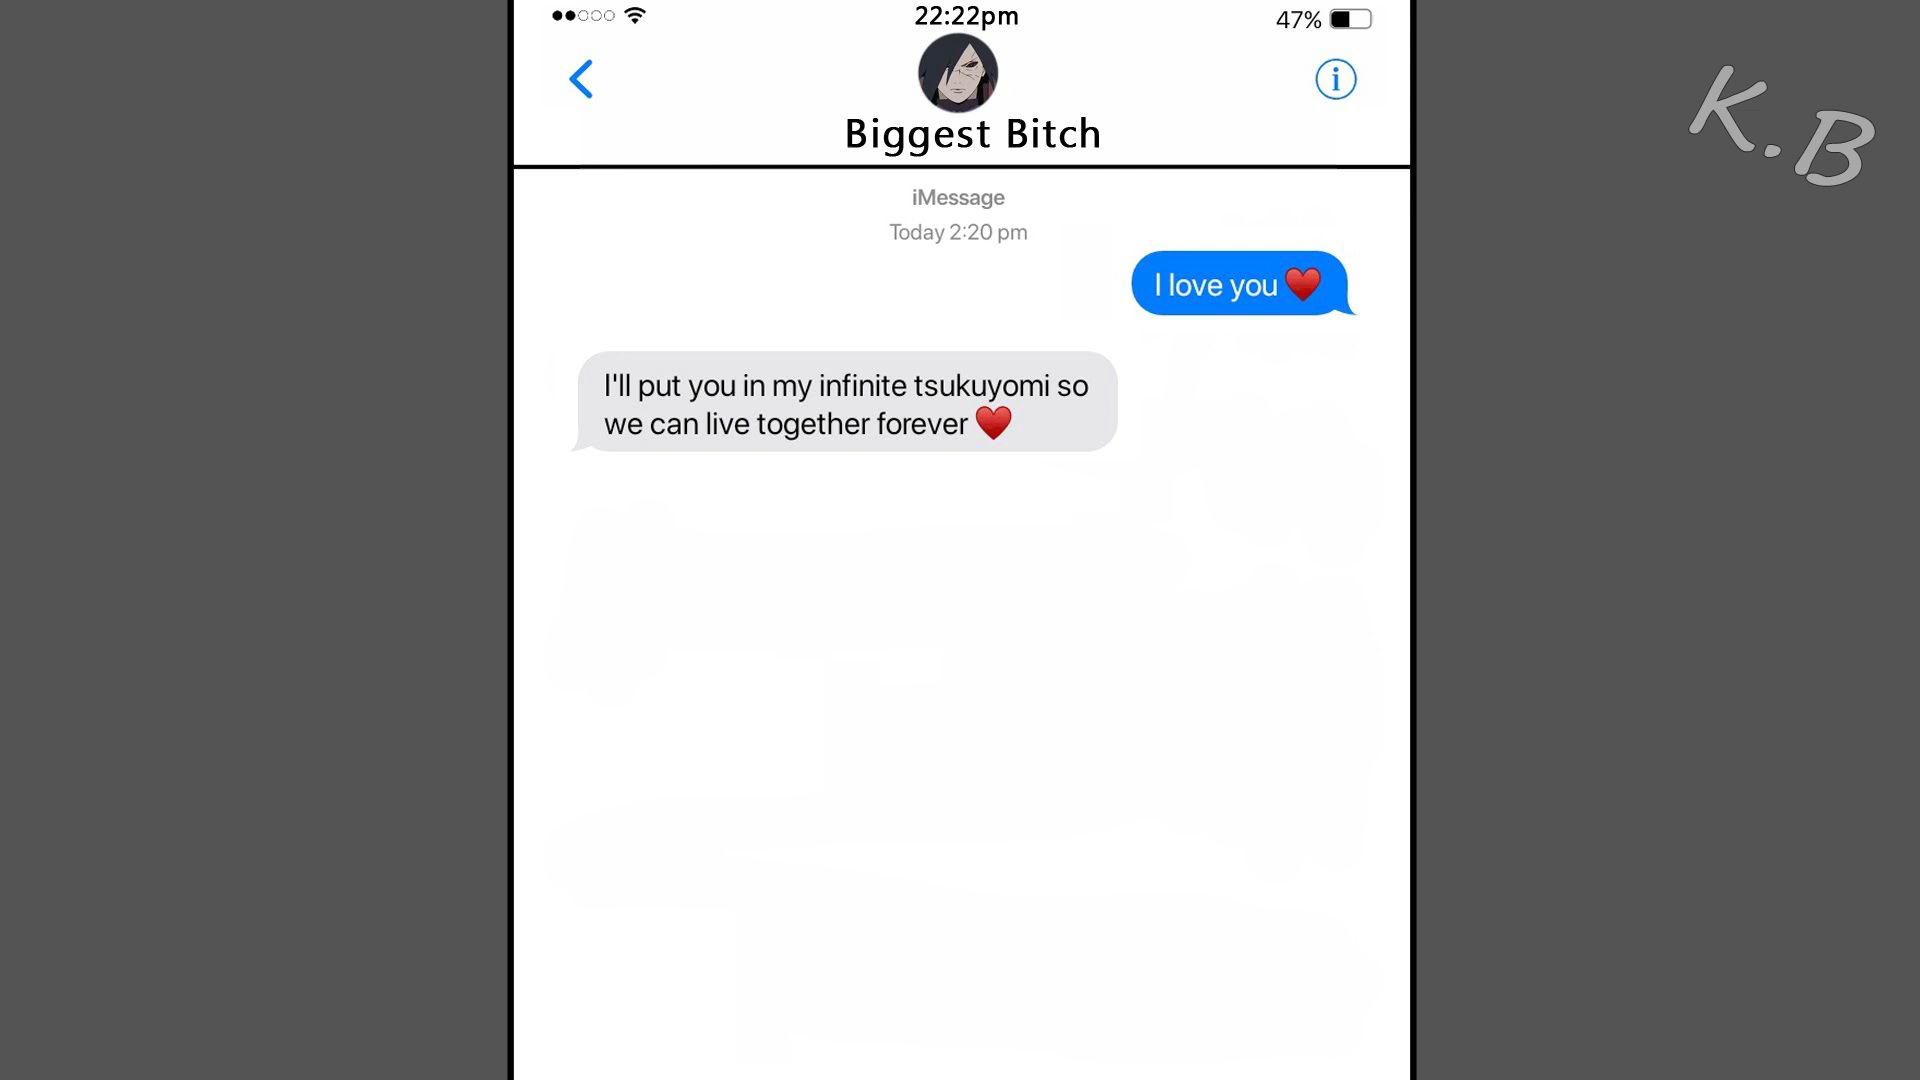 22:22pm
47%
Biggest Bitch
K.B
iMessage
Today 2:20 pm
I love you ♥️
I'll put you in my infinite tsukuyomi so
we can live together forever ♥️